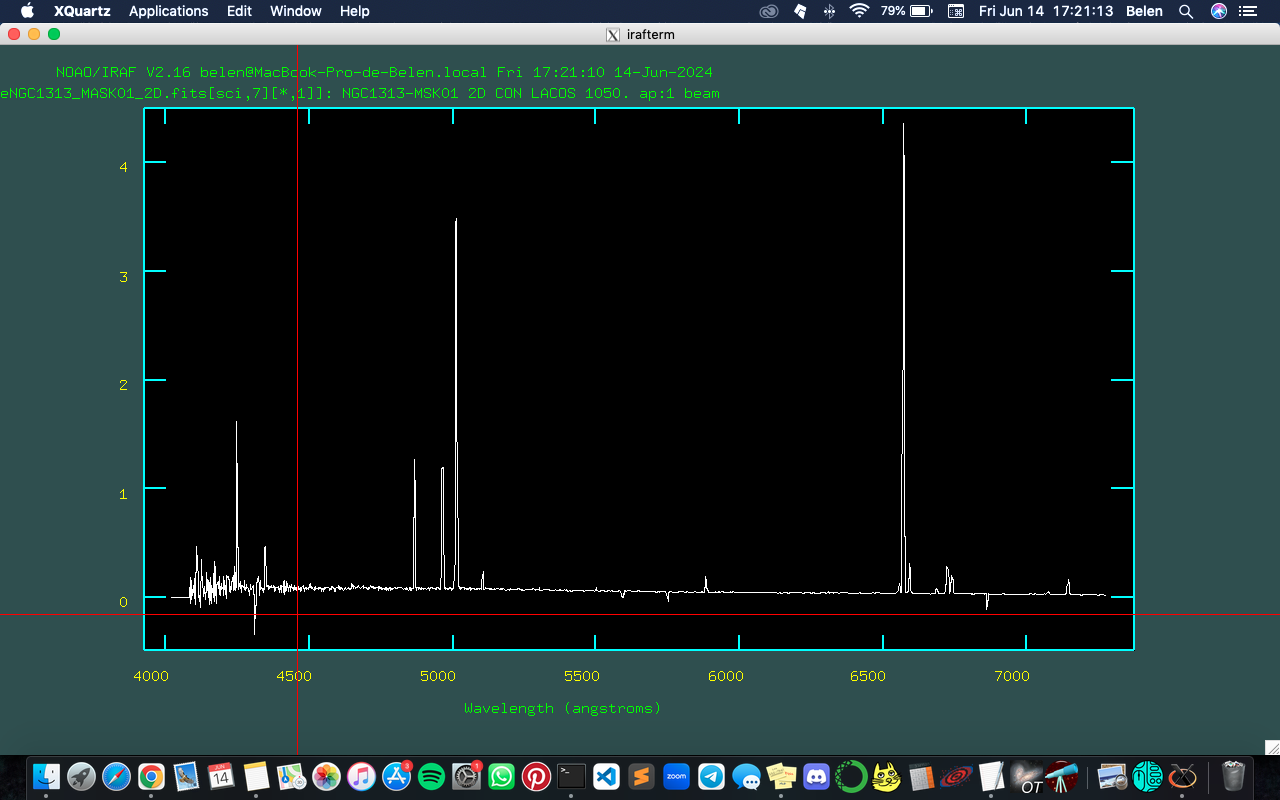 XQuartz Applications Edit Window Help 79% Fri Jun 14 17:21:13 Belen
X irafterm
NOAO/IRAF V2.16 belen@MacBook-Pro-de-Belen.local Fri 17:21:10 14-Jun-2024
eNGC1313_MASK01_2D.fits[sci,7][*,1]]: NGC1313-MSK01 2D CON LACOS 1050. ap:1 beam
4
3
2
1
0
4000 4500 5000 5500 6000 6500 7000
Wavelength (angstroms)
JUN
14
3
1
zoom
OT